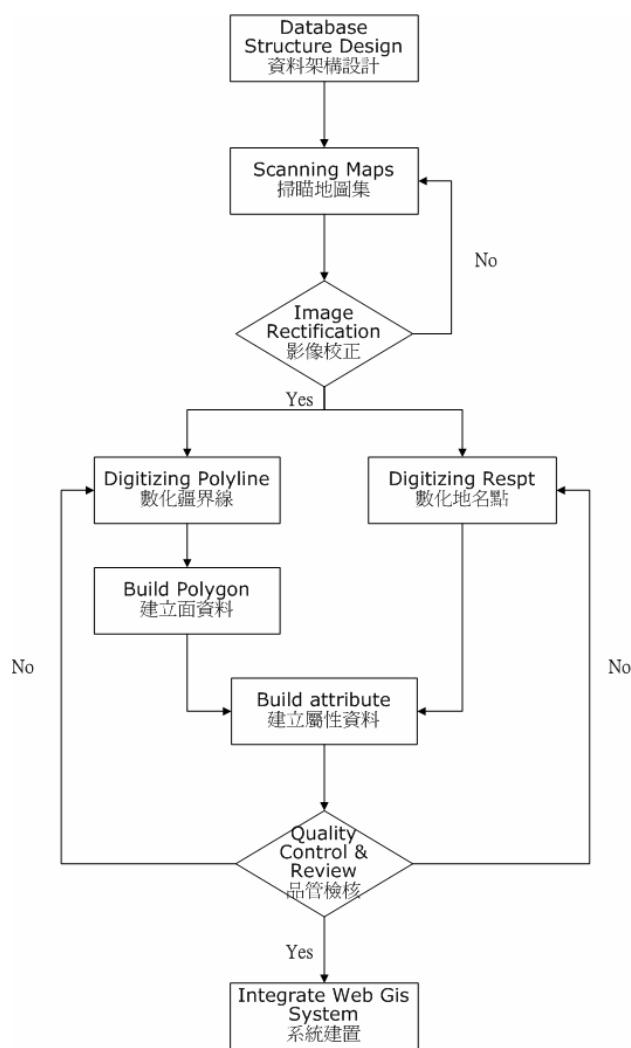 Database
Structure Design
資料架構設計
Scanning Maps
掃瞄地圖集
No
Image
Rectification
影像校正
Yes
Digitizing Polyline
數化疆界線
Digitizing Respt
數化地名點
Build Polygon
建立面資料
No
No
Build attribute
建立屬性資料
Quality
Control &
Review
品管檢核
Yes
Integrate Web Gis
System
系統建置